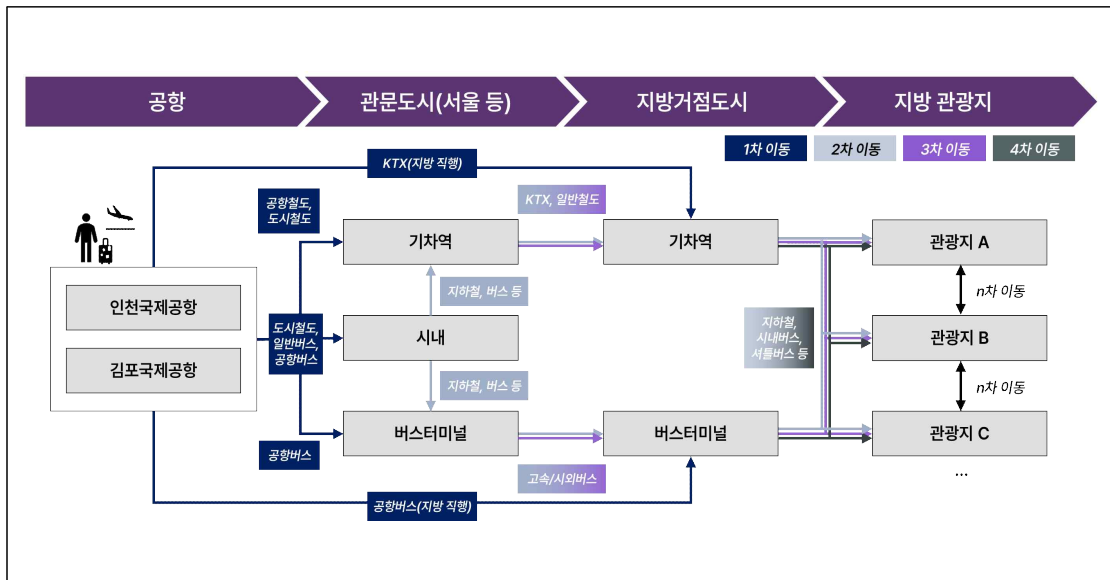 공항
관문도시(서울 등)
지방거점도시
지방 관광지
1차 이동
2차 이동
3차 이동
4차 이동
KTX(지방 직행)
공항철도,
도시철도
KTX, 일반철도
기차역
기차역
관광지 A
지하철, 버스 등
n차 이동
인천국제공항
김포국제공항
도시철도,
일반버스,
공항버스
시내
지하철,
시내버스,
셔틀버스 등
관광지 B
지하철, 버스 등
n차 이동
버스터미널
버스터미널
관광지 C
공항버스
고속/시외버스
...
공항버스(지방 직행)